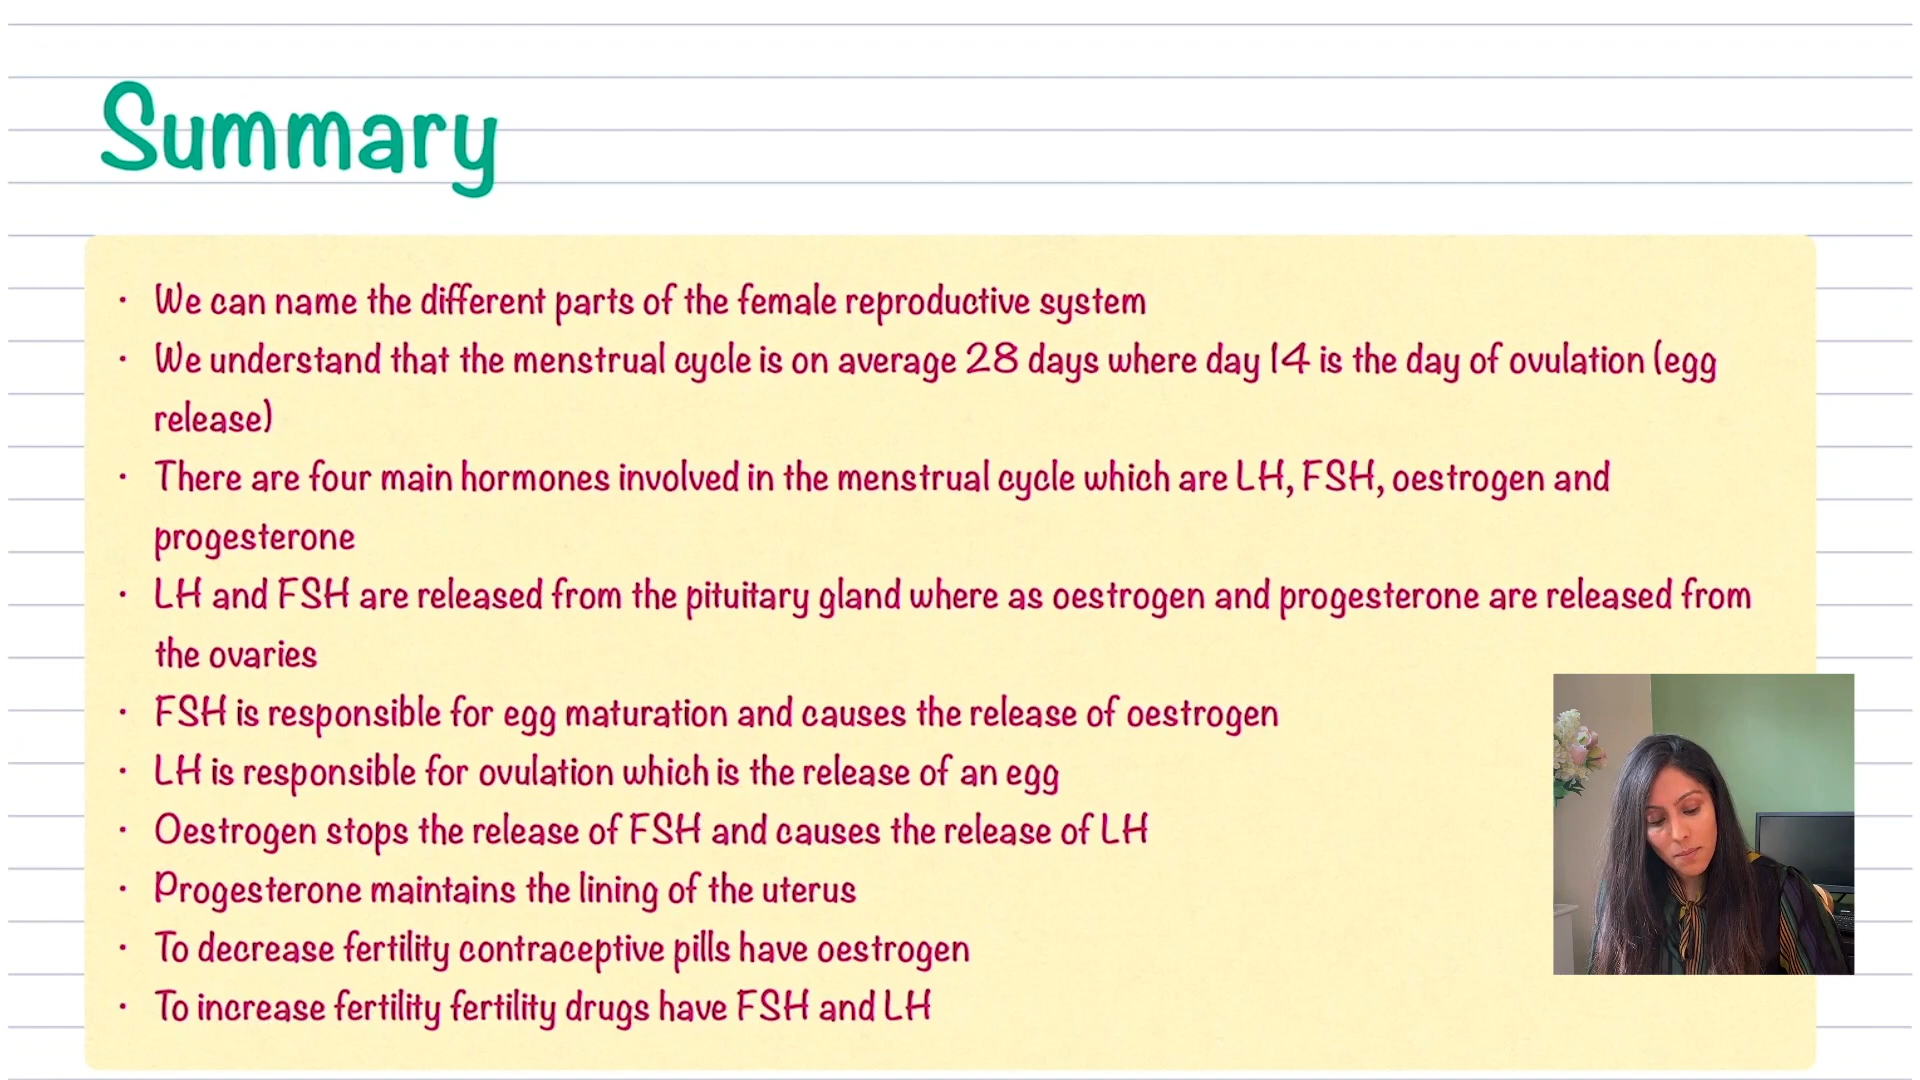 Summary
• We can name the different parts of the female reproductive system
• We understand that the menstrual cycle is on average 28 days where day 14 is the day of ovulation (egg
release)
• There are four main hormones involved in the menstrual cycle which are LH, FSH, oestrogen and
progesterone
• LH and FSH are released from the pituitary gland where as oestrogen and progesterone are released from
the ovaries
• FSH is responsible for egg maturation and causes the release of oestrogen
• LH is responsible for ovulation which is the release of an egg
• Oestrogen stops the release of FSH and causes the release of LH
• Progesterone maintains the lining of the uterus
• To decrease fertility contraceptive pills have oestrogen
• To increase fertility fertility drugs have FSH and LH